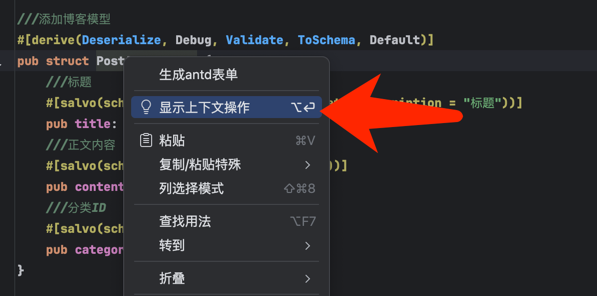 ///添加博客模型
#[derive(Deserialize, Debug, Validate, ToSchema, Default)]
pub struct Post {
///标题
#[salvo(sch ription = "标题"))]
pub title:
///正文内容
#[salvo(sch )]
pub content
///分类ID
#[salvo(sch
pub categor
}
生成antd表单
显示上下文操作 ⌥⏎
粘贴 ⌘V
复制/粘贴特殊 >
列选择模式 ⇧⌘8
查找用法 ⌥F7
转到 >
折叠 >